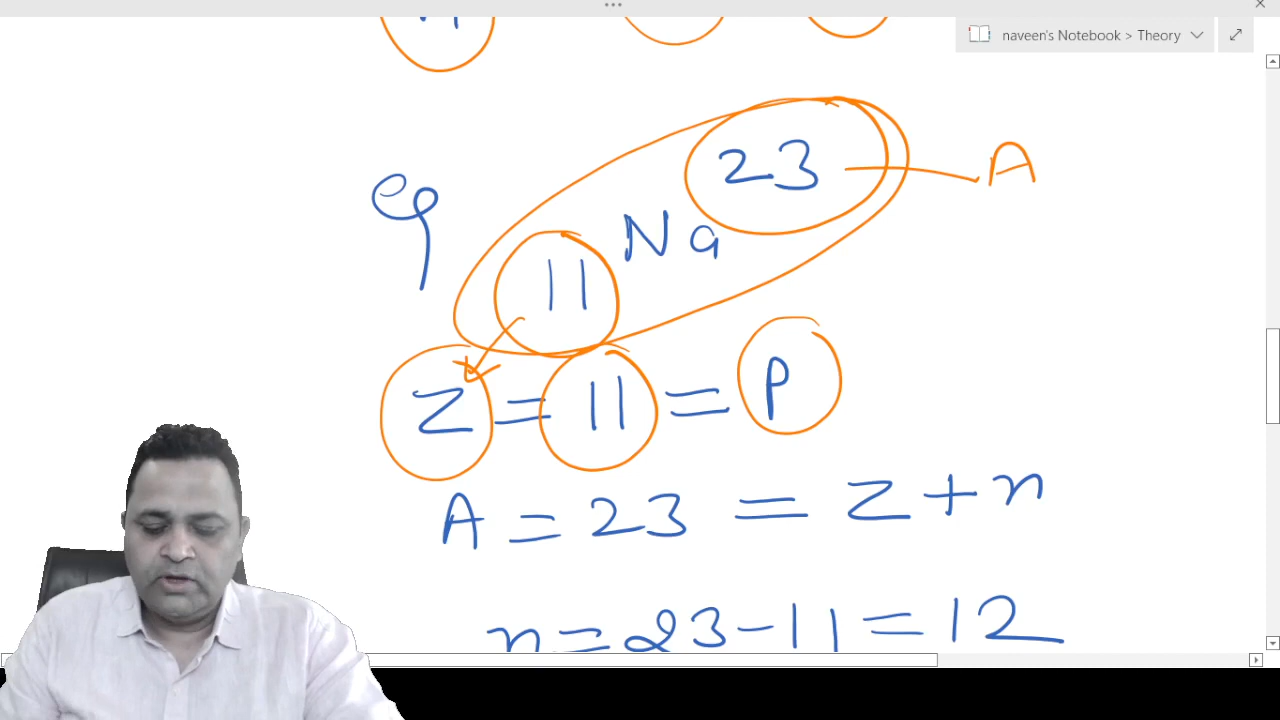 naveen's Notebook > Theory
23
A
eg
Na
11
Z = 11 = P
A = 23 = Z + n
n = 23 - 11 = 12